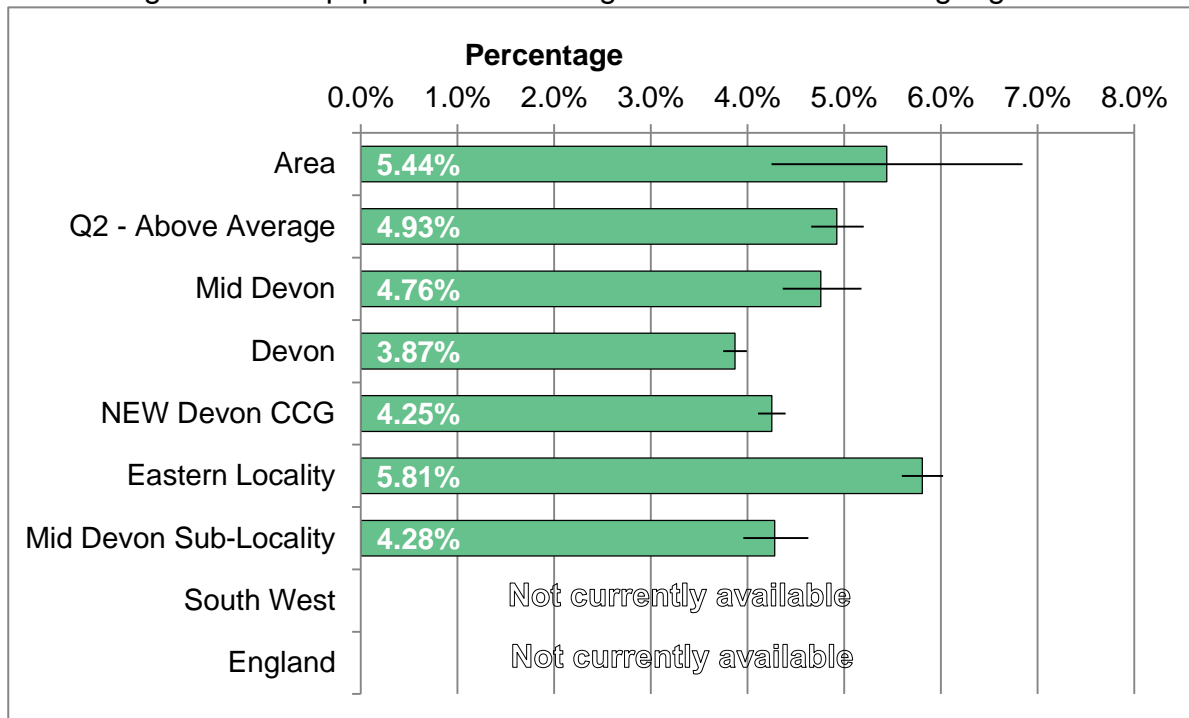 Percentage
0.0% 1.0% 2.0% 3.0% 4.0% 5.0% 6.0% 7.0% 8.0%
Area 5.44%
Q2 - Above Average 4.93%
Mid Devon 4.76%
Devon 3.87%
NEW Devon CCG 4.25%
Eastern Locality 5.81%
Mid Devon Sub-Locality 4.28%
South West Not currently available
England Not currently available